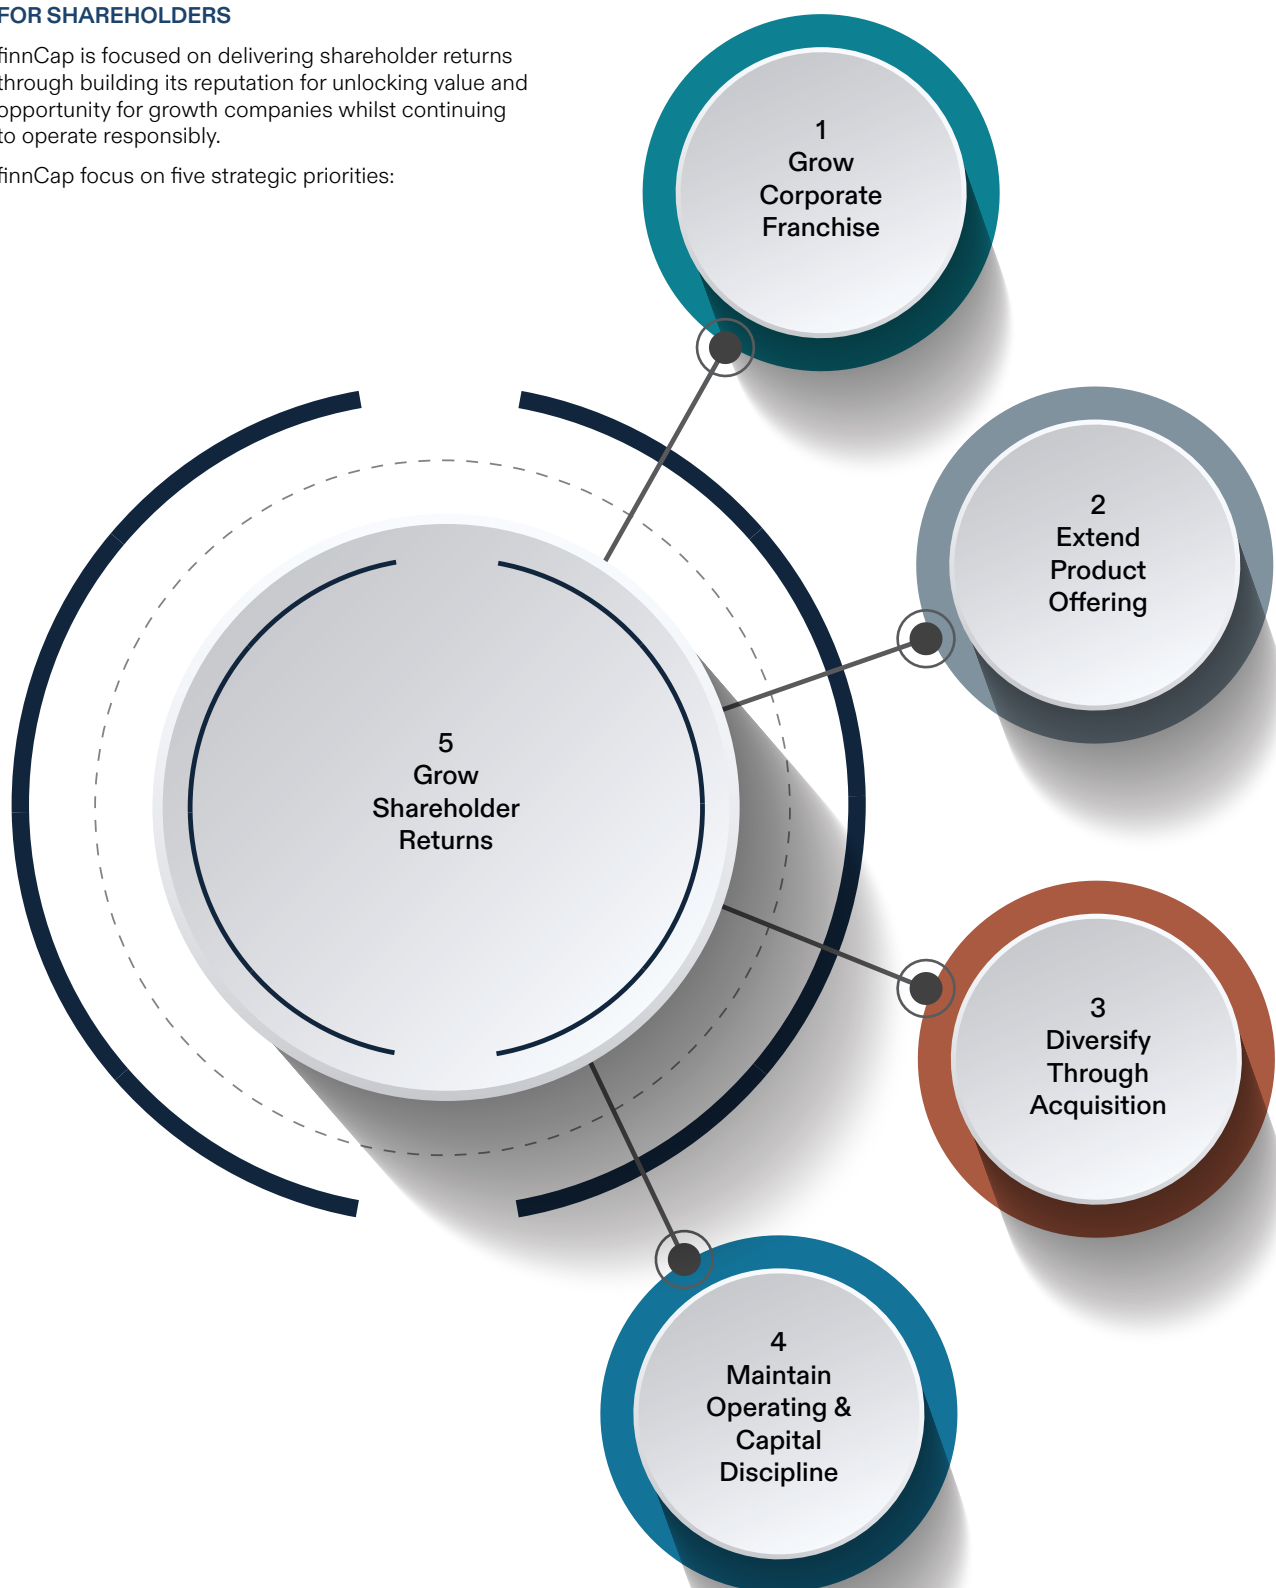 FOR SHAREHOLDERS
finnCap is focused on delivering shareholder returns
through building its reputation for unlocking value and
opportunity for growth companies whilst continuing
to operate responsibly.
finnCap focus on five strategic priorities:
1
Grow
Corporate
Franchise
2
Extend
Product
Offering
5
Grow
Shareholder
Returns
3
Diversify
Through
Acquisition
4
Maintain
Operating &
Capital
Discipline